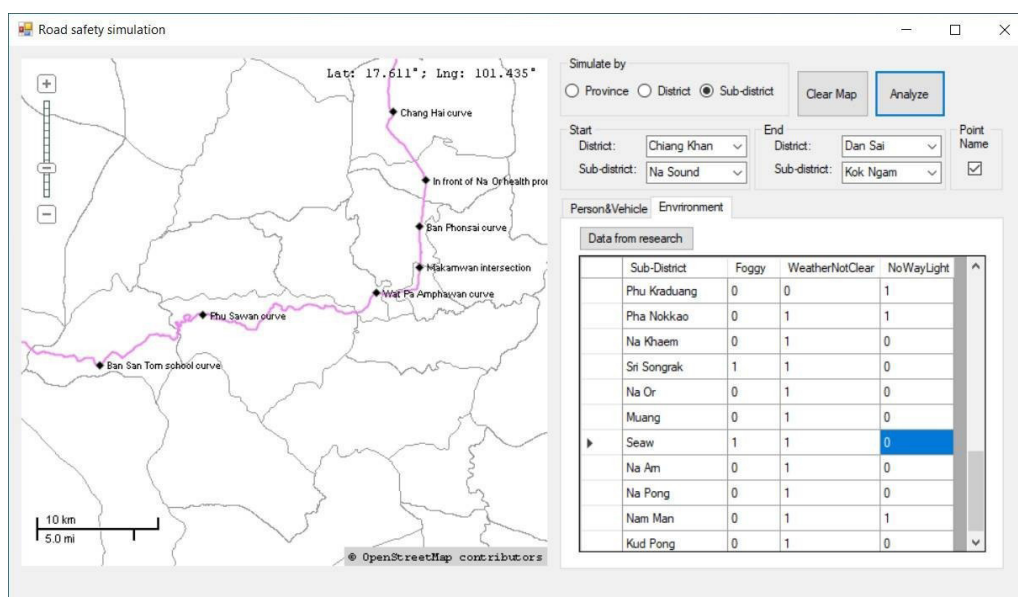 Road safety simulation
Lat: 17.611°; Lng: 101.435°
Chang Hai curve
In front of Na Or health pron
Ban Phonsai curve
Makamwan intersection
Wat Pa Amphawan curve
Phu Sawan curve
Ban San Tom school curve
10 km
5.0 mi
© OpenStreetMap contributors
Simulate by
Province District Sub-district
Clear Map Analyze
Start End Point Name
District: Chiang Khan District: Dan Sai
Sub-district: Na Sound Sub-district: Kok Ngam
Person&Vehicle Envrironment
Data from research
Sub-District Foggy WeatherNotClear NoWayLight
Phu Kraduang 0 0 1
Pha Nokkao 0 1 1
Na Khaem 0 1 0
Sri Songrak 1 1 0
Na Or 0 1 0
Muang 0 1 0
Seaw 1 1 0
Na Am 0 1 0
Na Pong 0 1 0
Nam Man 0 1 1
Kud Pong 0 1 0